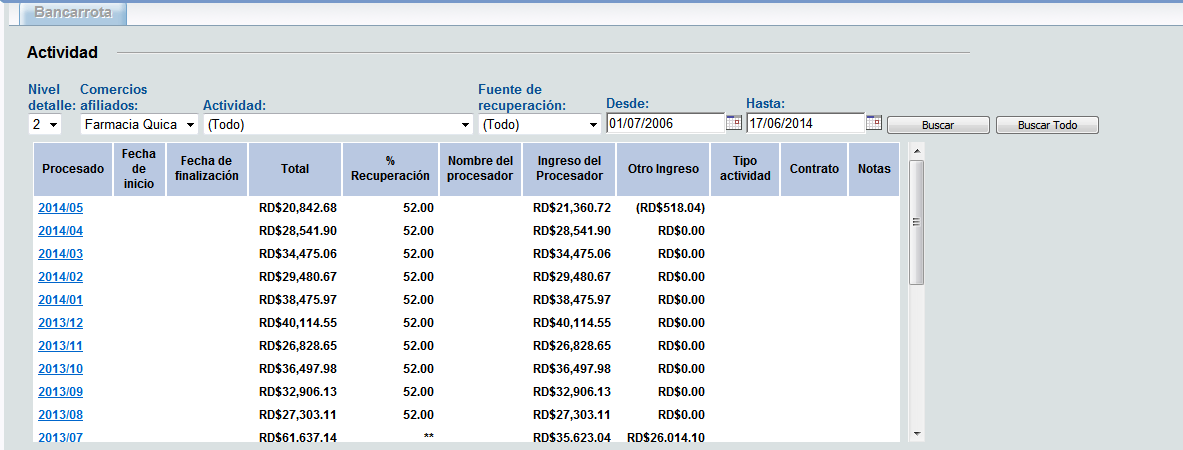 Bancarrota
Actividad
Nivel detalle: Comercios afiliados: Actividad: Fuente de recuperación: Desde: Hasta:
2 Farmacia Quica (Todo) (Todo) 01/07/2006 17/06/2014 Buscar Buscar Todo
Procesado Fecha de inicio Fecha de finalización Total % Recuperación Nombre del procesador Ingreso del Procesador Otro Ingreso Tipo actividad Contrato Notas
2014/05 RD$20,842.68 52.00 RD$21,360.72 (RD$518.04)
2014/04 RD$28,541.90 52.00 RD$28,541.90 RD$0.00
2014/03 RD$34,475.06 52.00 RD$34,475.06 RD$0.00
2014/02 RD$29,480.67 52.00 RD$29,480.67 RD$0.00
2014/01 RD$38,475.97 52.00 RD$38,475.97 RD$0.00
2013/12 RD$40,114.55 52.00 RD$40,114.55 RD$0.00
2013/11 RD$26,828.65 52.00 RD$26,828.65 RD$0.00
2013/10 RD$36,497.98 52.00 RD$36,497.98 RD$0.00
2013/09 RD$32,906.13 52.00 RD$32,906.13 RD$0.00
2013/08 RD$27,303.11 52.00 RD$27,303.11 RD$0.00
2013/07 RD$61,637.14 ** RD$35,623.04 RD$26,014.10